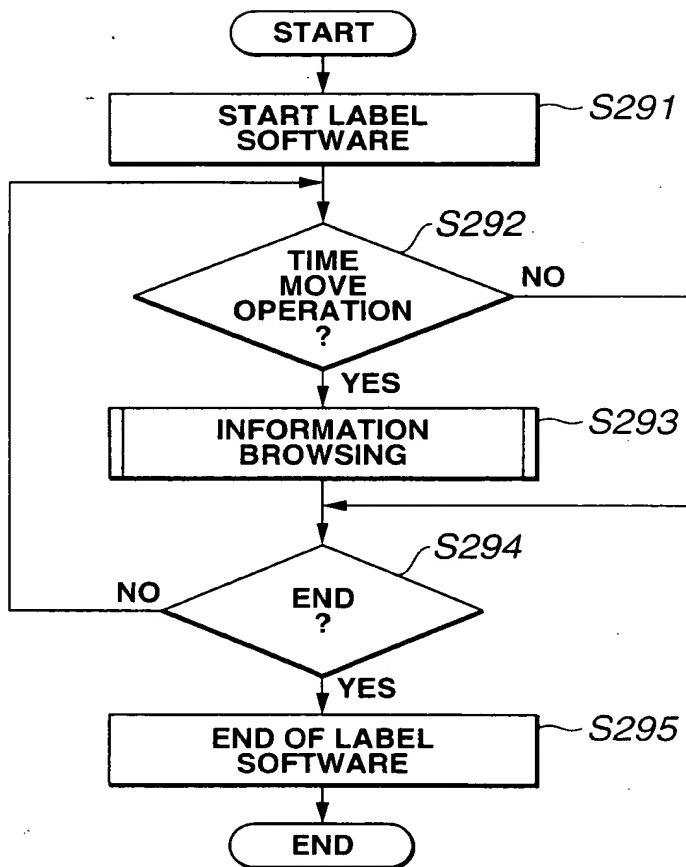 START
START LABEL
SOFTWARE
S291
S292
TIME
MOVE
OPERATION
?
NO
YES
INFORMATION
BROWSING
S293
S294
NO
END
?
YES
END OF LABEL
SOFTWARE
S295
END